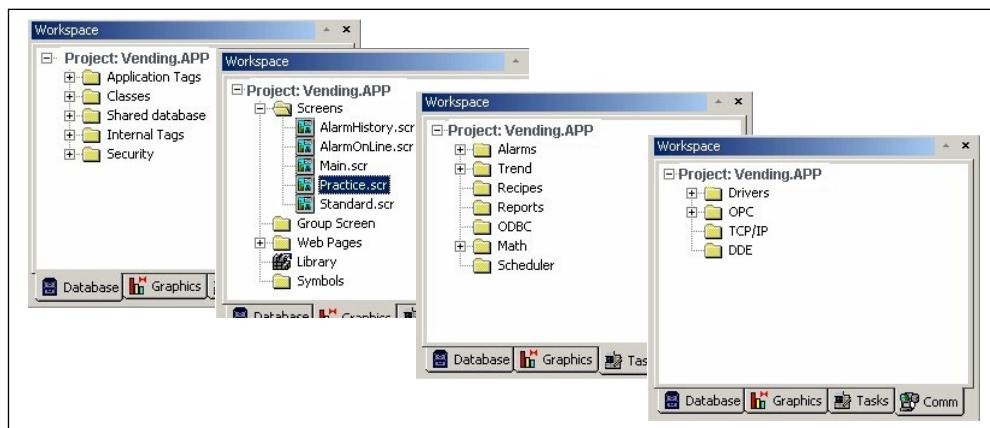 Workspace
Project: Vending.APP
Application Tags
Classes
Shared database
Internal Tags
Security
Database Graphics
Workspace
Project: Vending.APP
Screens
AlarmHistory.scr
AlarmOnLine.scr
Main.scr
Practice.scr
Standard.scr
Group Screen
Web Pages
Library
Symbols
Database Graphics
Workspace
Project: Vending.APP
Alarms
Trend
Recipes
Reports
ODBC
Math
Scheduler
Database Graphics Tas
Workspace
Project: Vending.APP
Drivers
OPC
TCP/IP
DDE
Database Graphics Tasks Comm